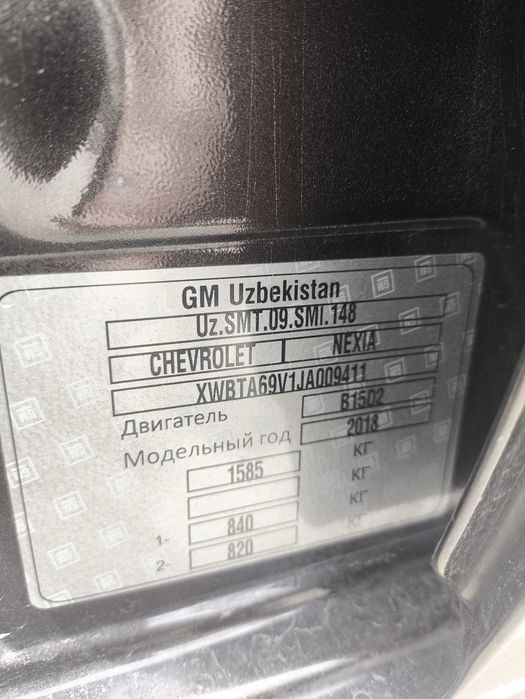 GM Uzbekistan
Uz.SMT.09.SMI.148
CHEVROLET NEXIA
XWBTA69V1JA009411
Двигатель B15D2
Модельный год 2018
1585 КГ
КГ
1- 840 КГ
2- 820 КГ